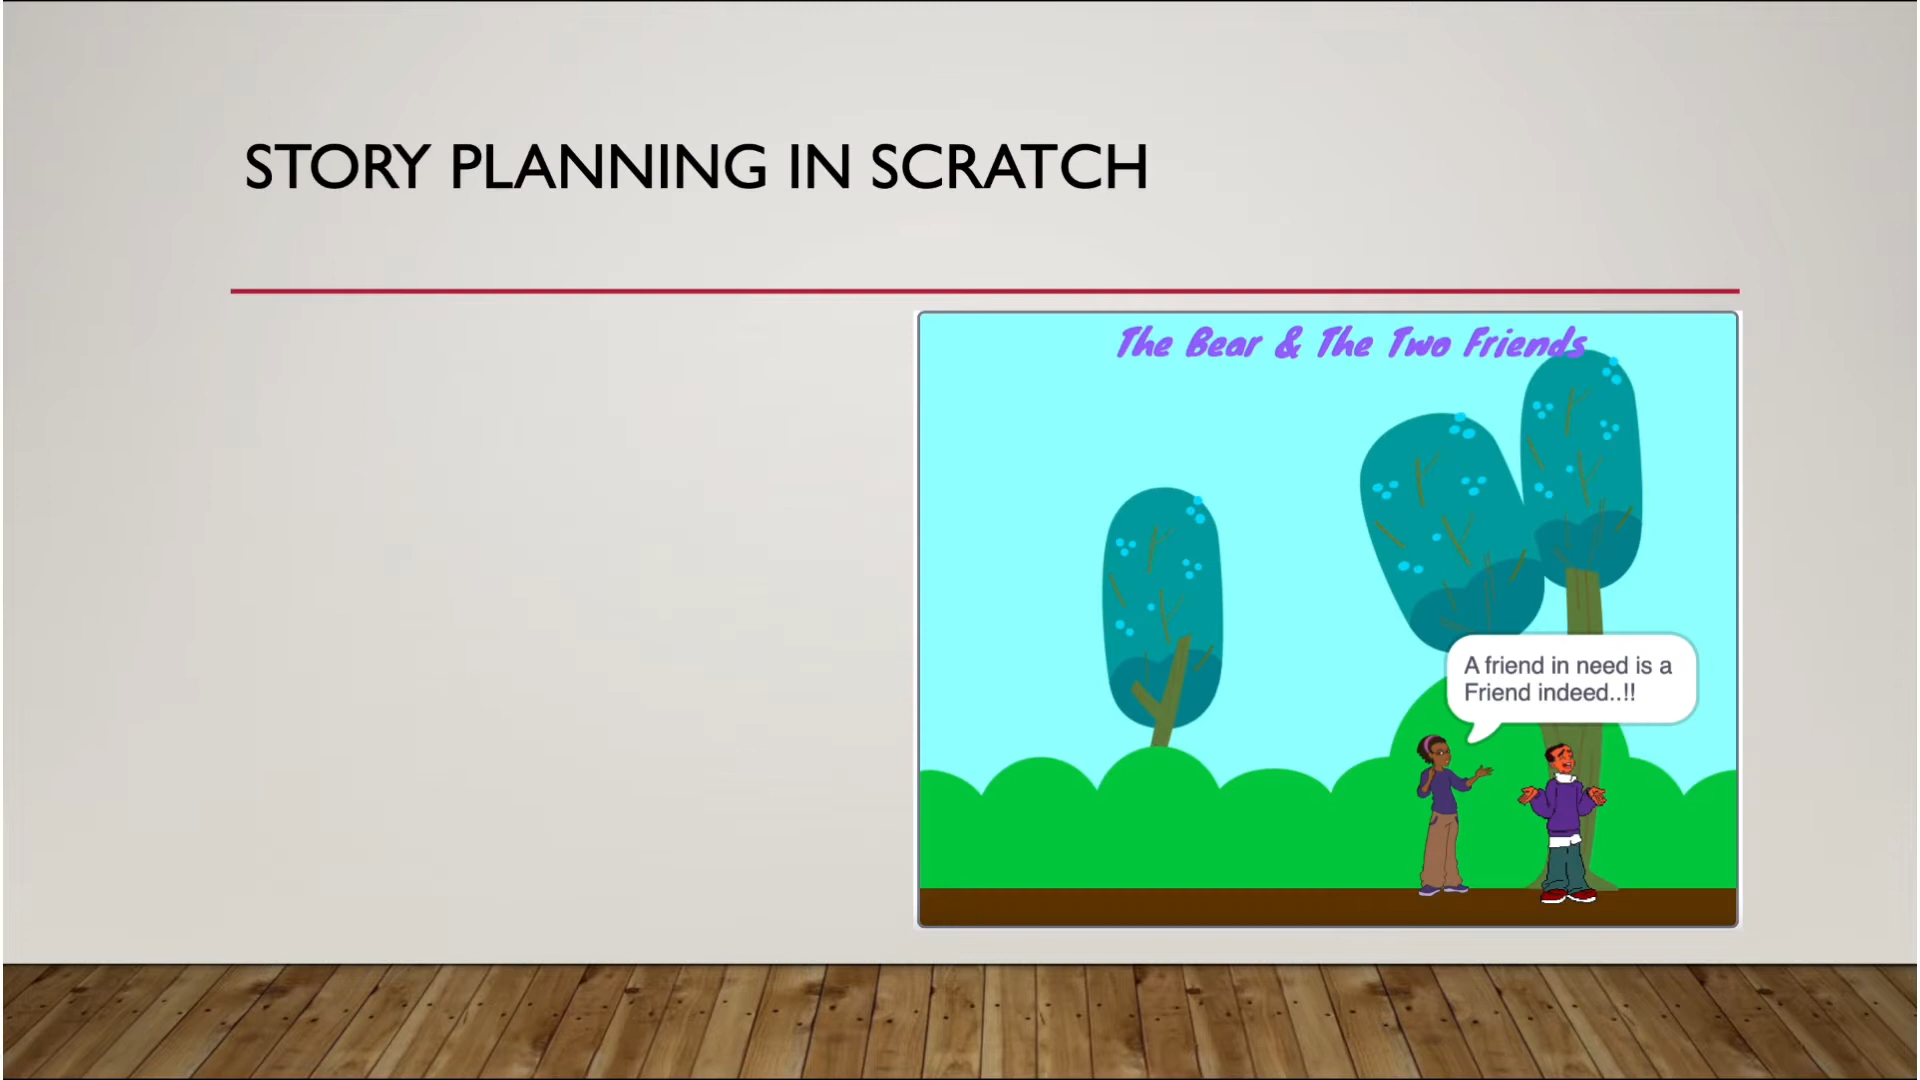 STORY PLANNING IN SCRATCH
The Bear & The Two Friends
A friend in need is a
Friend indeed..!!